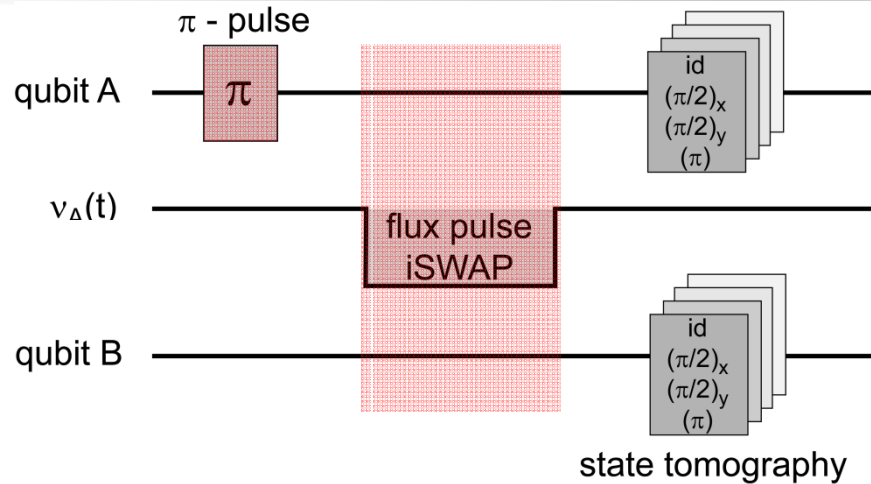 π - pulse
qubit A
π
id
(π/2)x
(π/2)y
(π)
νΔ(t)
flux pulse
iSWAP
qubit B
id
(π/2)x
(π/2)y
(π)
state tomography